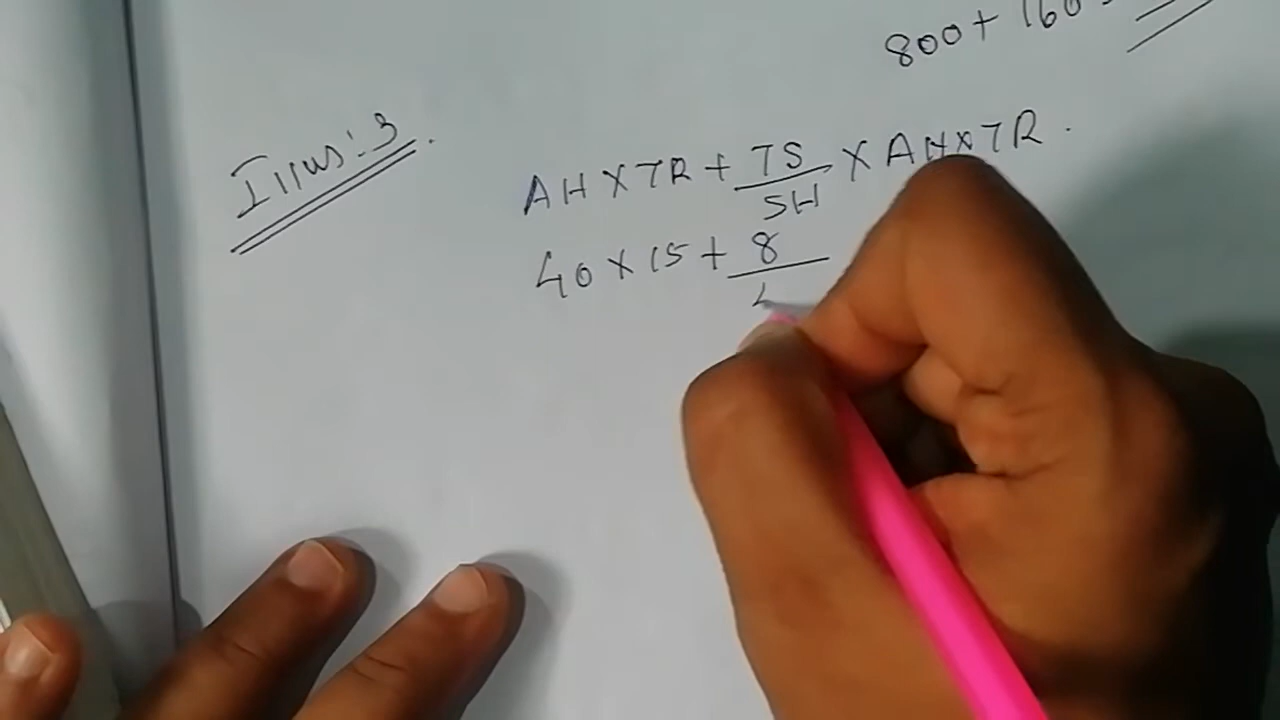 800 + 160
Illus: 3.
AH X TR + TS / SH X AH X TR.
40 X 15 + 8 /